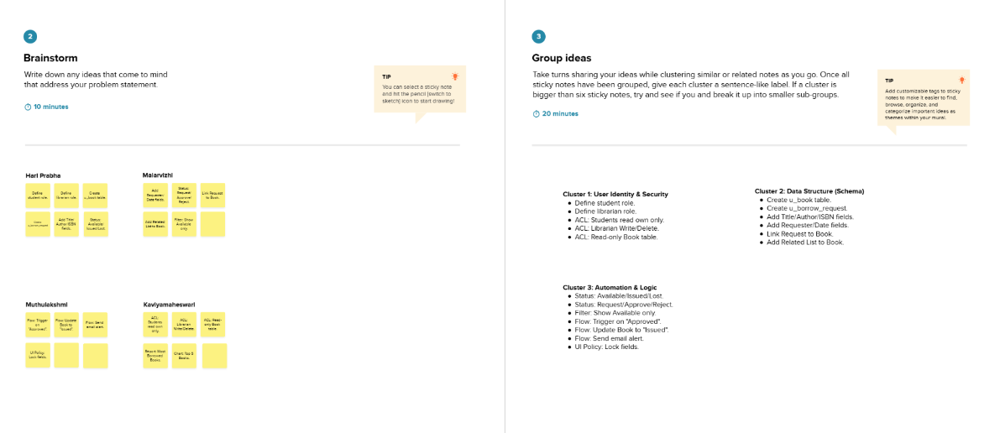 2
Brainstorm
Write down any ideas that come to mind
that address your problem statement.
10 minutes
TIP
You can select a sticky note
and hit the pencil [switch to
sketch] icon to start drawing!
Hari Prabha
Define
student role.
Define
librarian role.
Create
u_book table.
Create
u_borrow_request
Add Title/
Author/ISBN
fields.
Status:
Available/
Issued/Lost.
Malarvizhi
Add
Requester/
Date fields.
Status:
Request/
Approve/
Reject.
Link Request
to Book.
Add Related
List to Book.
Filter: Show
Available
only.
Muthulakshmi
Flow: Trigger
on
"Approved".
Flow: Update
Book to
"Issued".
Flow: Send
email alert.
UI Policy:
Lock fields.
Kaviyamaheswari
ACL:
Students
read own
only.
ACL:
Librarian
Write/Delete.
ACL: Read-
only Book
table.
Report: Most
Borrowed
Books.
Chart: Top 5
Books.
3
Group ideas
Take turns sharing your ideas while clustering similar or related notes as you go. Once all
sticky notes have been grouped, give each cluster a sentence-like label. If a cluster is
bigger than six sticky notes, try and see if you and break it up into smaller sub-groups.
20 minutes
TIP
Add customizable tags to sticky
notes to make it easier to find,
browse, organize, and
categorize important ideas as
themes within your mural.
Cluster 1: User Identity & Security
● Define student role.
● Define librarian role.
● ACL: Students read own only.
● ACL: Librarian Write/Delete.
● ACL: Read-only Book table.
Cluster 2: Data Structure (Schema)
● Create u_book table.
● Create u_borrow_request.
● Add Title/Author/ISBN fields.
● Add Requester/Date fields.
● Link Request to Book.
● Add Related List to Book.
Cluster 3: Automation & Logic
● Status: Available/Issued/Lost.
● Status: Request/Approve/Reject.
● Filter: Show Available only.
● Flow: Trigger on "Approved".
● Flow: Update Book to "Issued".
● Flow: Send email alert.
● UI Policy: Lock fields.